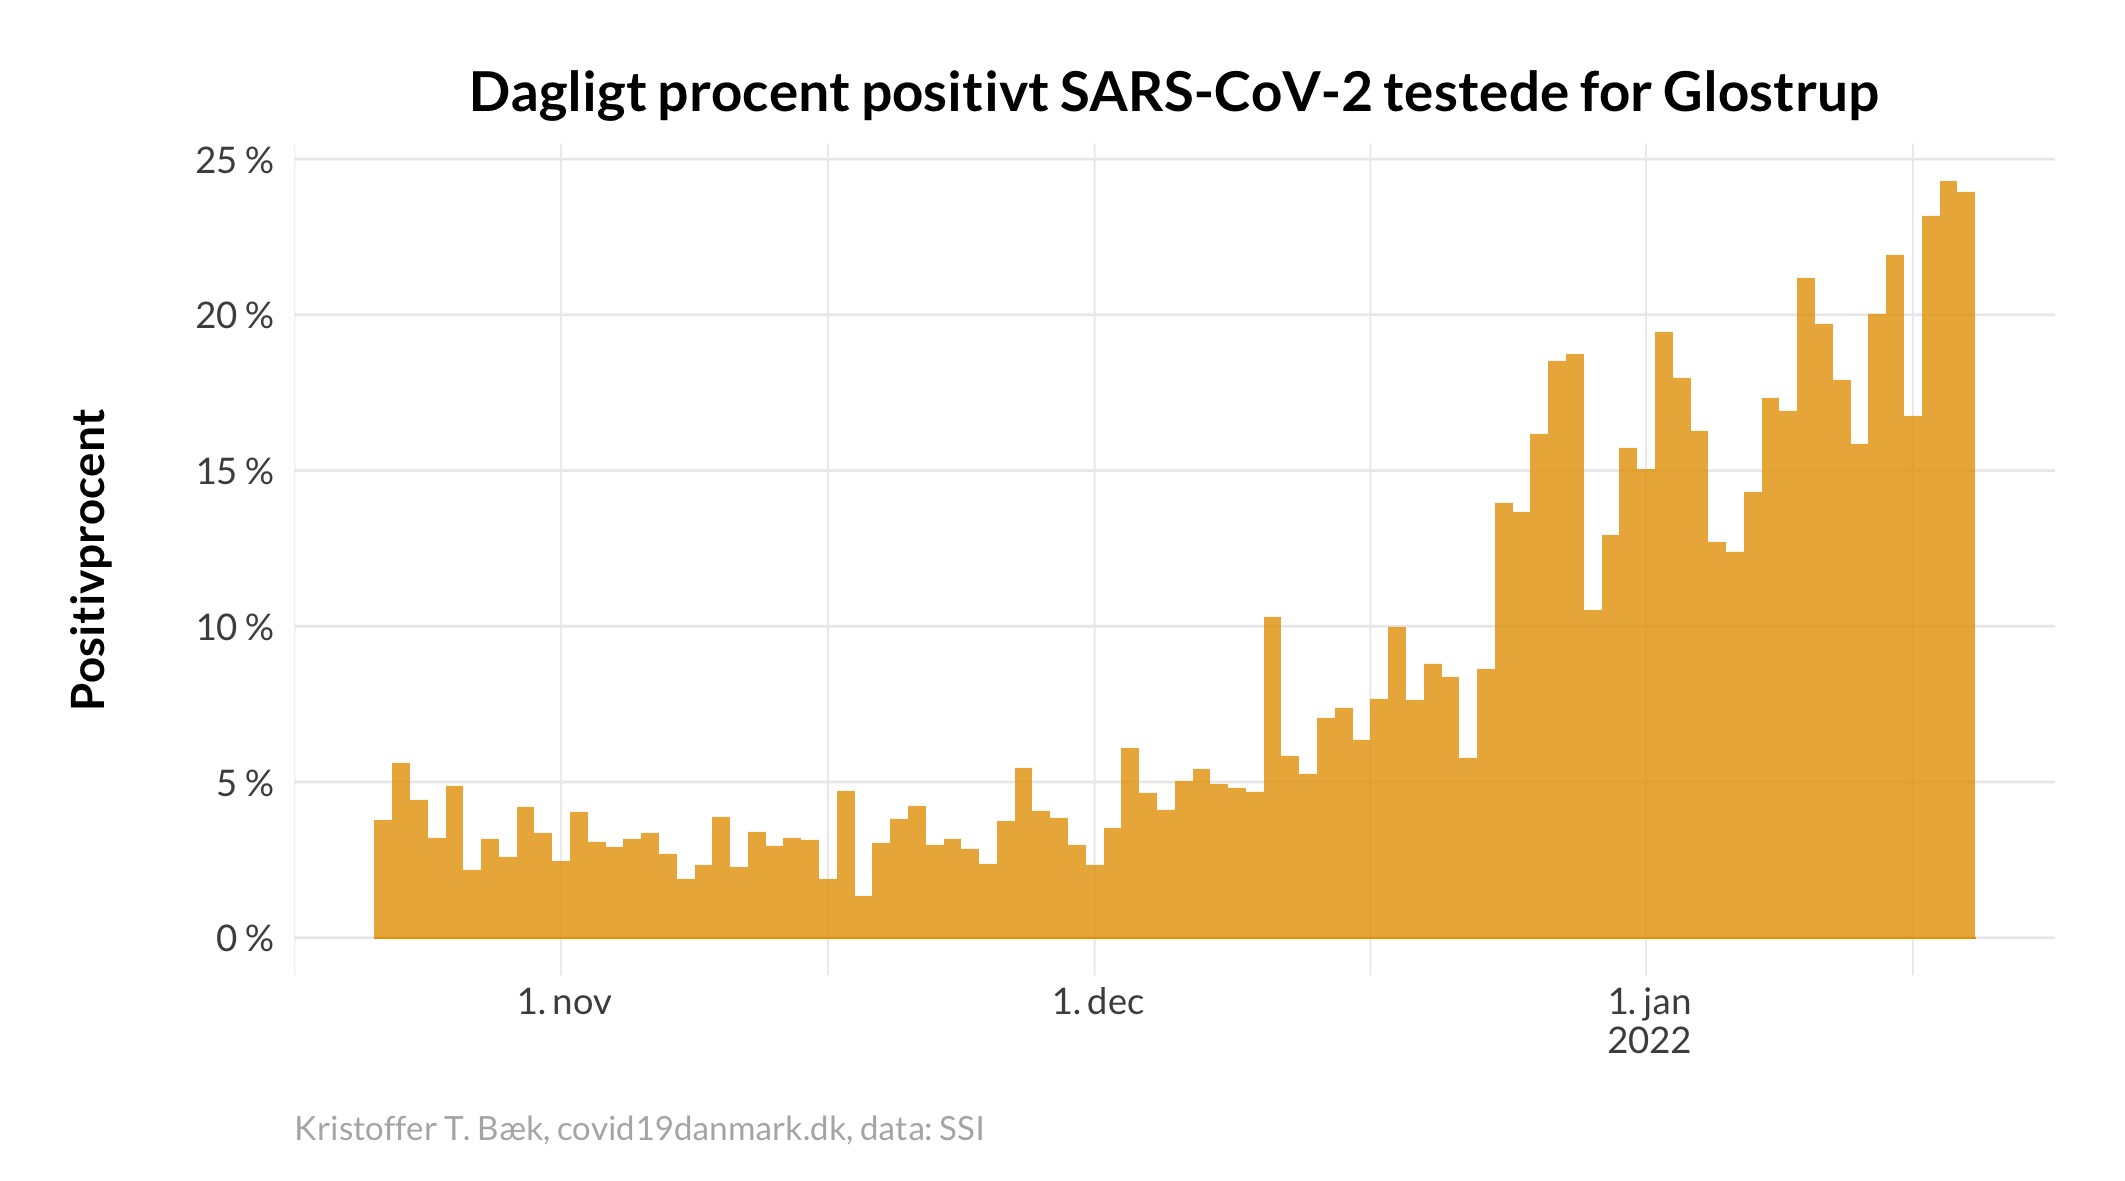 Dagligt procent positivt SARS-CoV-2 testede for Glostrup
Positivprocent
25 %
20 %
15 %
10 %
5 %
0 %
1. nov
1. dec
1. jan
2022
Kristoffer T. Bæk, covid19danmark.dk, data: SSI